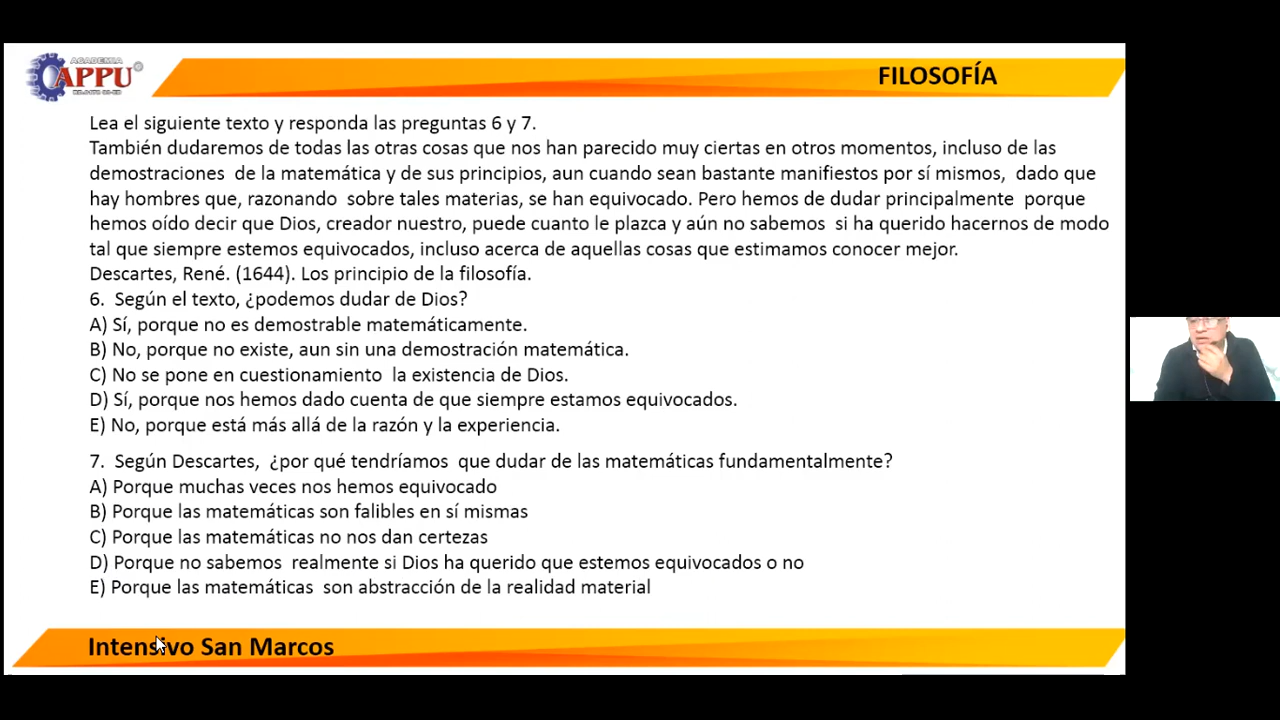 ACADEMIA
APPU
FILOSOFÍA
Lea el siguiente texto y responda las preguntas 6 y 7.
También dudaremos de todas las otras cosas que nos han parecido muy ciertas en otros momentos, incluso de las
demostraciones de la matemática y de sus principios, aun cuando sean bastante manifiestos por sí mismos, dado que
hay hombres que, razonando sobre tales materias, se han equivocado. Pero hemos de dudar principalmente porque
hemos oído decir que Dios, creador nuestro, puede cuanto le plazca y aún no sabemos si ha querido hacernos de modo
tal que siempre estemos equivocados, incluso acerca de aquellas cosas que estimamos conocer mejor.
Descartes, René. (1644). Los principio de la filosofía.
6. Según el texto, ¿podemos dudar de Dios?
A) Sí, porque no es demostrable matemáticamente.
B) No, porque no existe, aun sin una demostración matemática.
C) No se pone en cuestionamiento la existencia de Dios.
D) Sí, porque nos hemos dado cuenta de que siempre estamos equivocados.
E) No, porque está más allá de la razón y la experiencia.
7. Según Descartes, ¿por qué tendríamos que dudar de las matemáticas fundamentalmente?
A) Porque muchas veces nos hemos equivocado
B) Porque las matemáticas son falibles en sí mismas
C) Porque las matemáticas no nos dan certezas
D) Porque no sabemos realmente si Dios ha querido que estemos equivocados o no
E) Porque las matemáticas son abstracción de la realidad material
Intensivo San Marcos